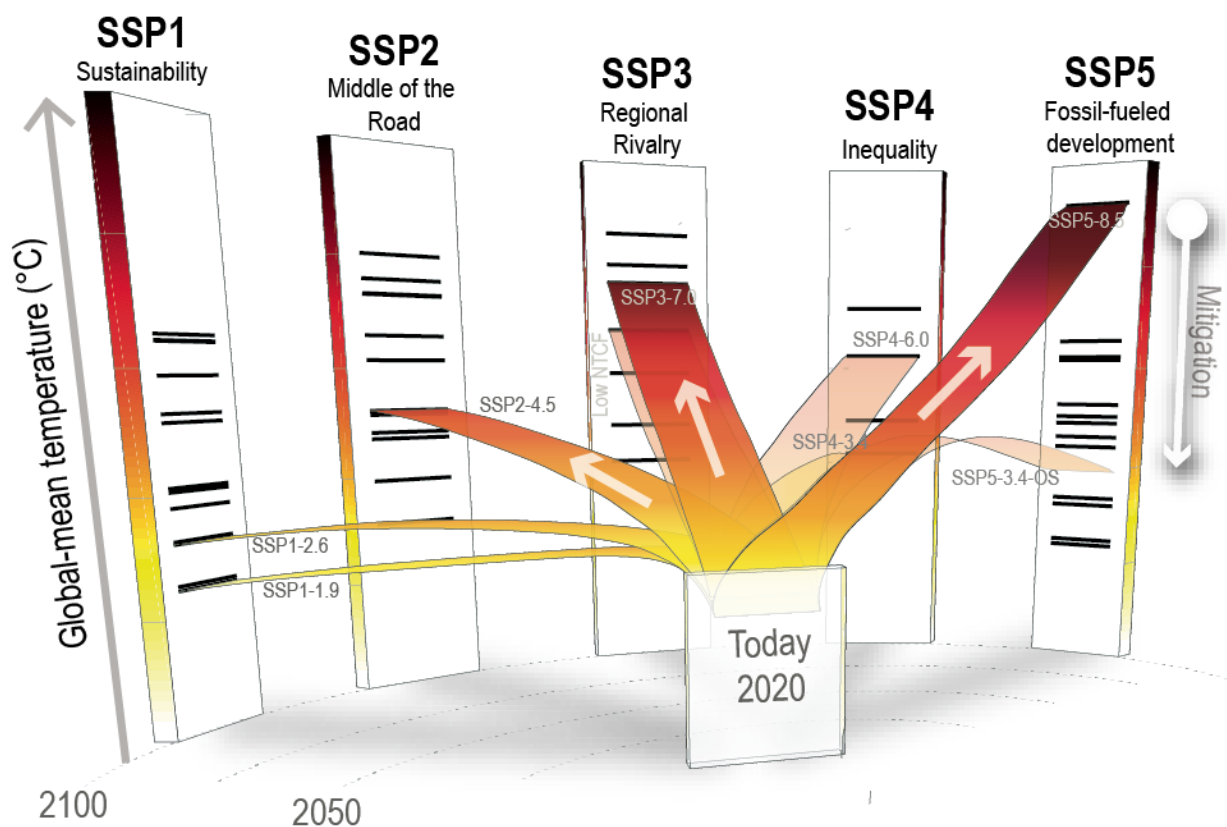 SSP1
Sustainability
SSP2
Middle of the
Road
SSP3
Regional
Rivalry
SSP4
Inequality
SSP5
Fossil-fueled
development
Global-mean temperature (°C)
SSP5-8.5
SSP3-7.0
Low NTCF
SSP4-6.0
Mitigation
SSP2-4.5
SSP4-3.4
SSP5-3.4-OS
SSP1-2.6
SSP1-1.9
Today
2020
2100
2050